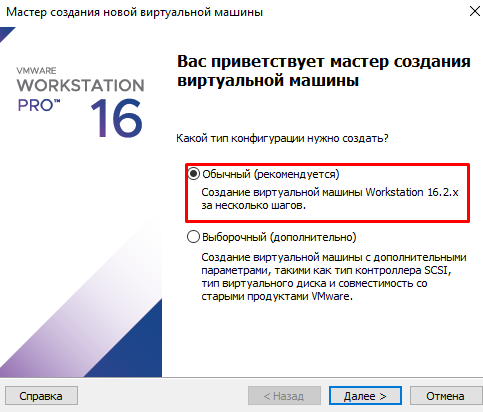 Мастер создания новой виртуальной машины
VMWARE
WORKSTATION
PRO™ 16
Вас приветствует мастер создания
виртуальной машины
Какой тип конфигурации нужно создать?
Обычный (рекомендуется)
Создание виртуальной машины Workstation 16.2.x
за несколько шагов.
Выборочный (дополнительно)
Создание виртуальной машины с дополнительными
параметрами, такими как тип контроллера SCSI,
тип виртуального диска и совместимость со
старыми продуктами VMware.
Справка
< Назад
Далее >
Отмена